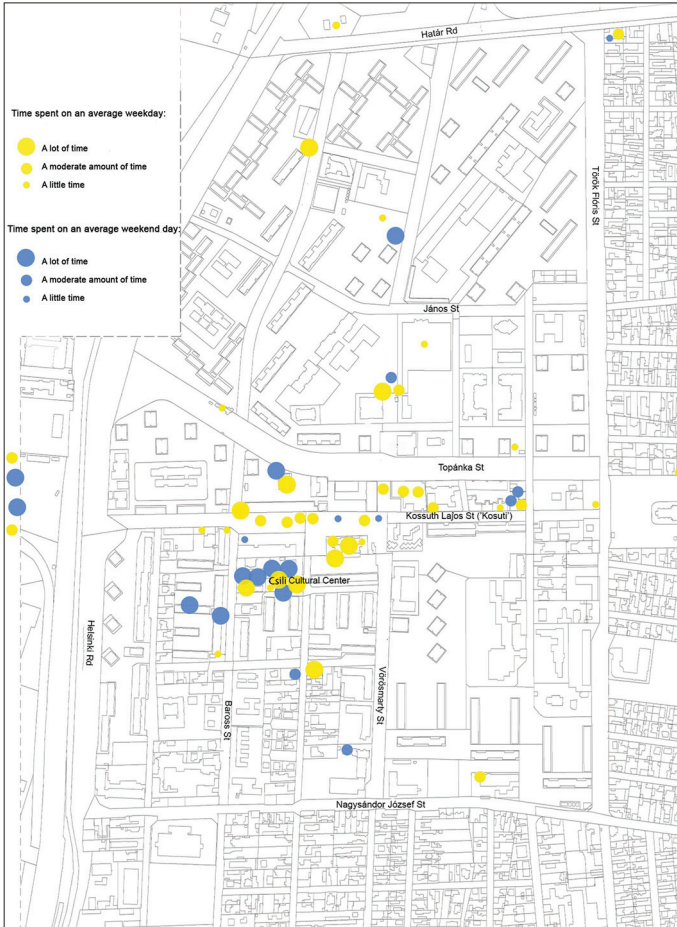 Határ Rd
Time spent on an average weekday:
A lot of time
A moderate amount of time
A little time
Török Flóris St
Time spent on an average weekend day:
A lot of time
A moderate amount of time
A little time
János St
Topánka St
Kossuth Lajos St ('Kosuti')
Csili Cultural Center
Helsinki Rd
Baross St
Vörösmarty St
Nagysándor József St